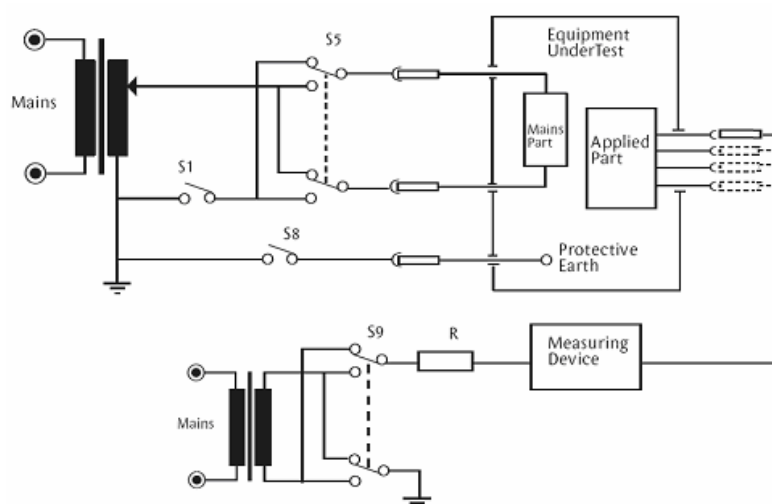 S5
Equipment
UnderTest
Mains
Mains
Part
Applied
Part
S1
S8
Protective
Earth
S9
R
Measuring
Device
Mains